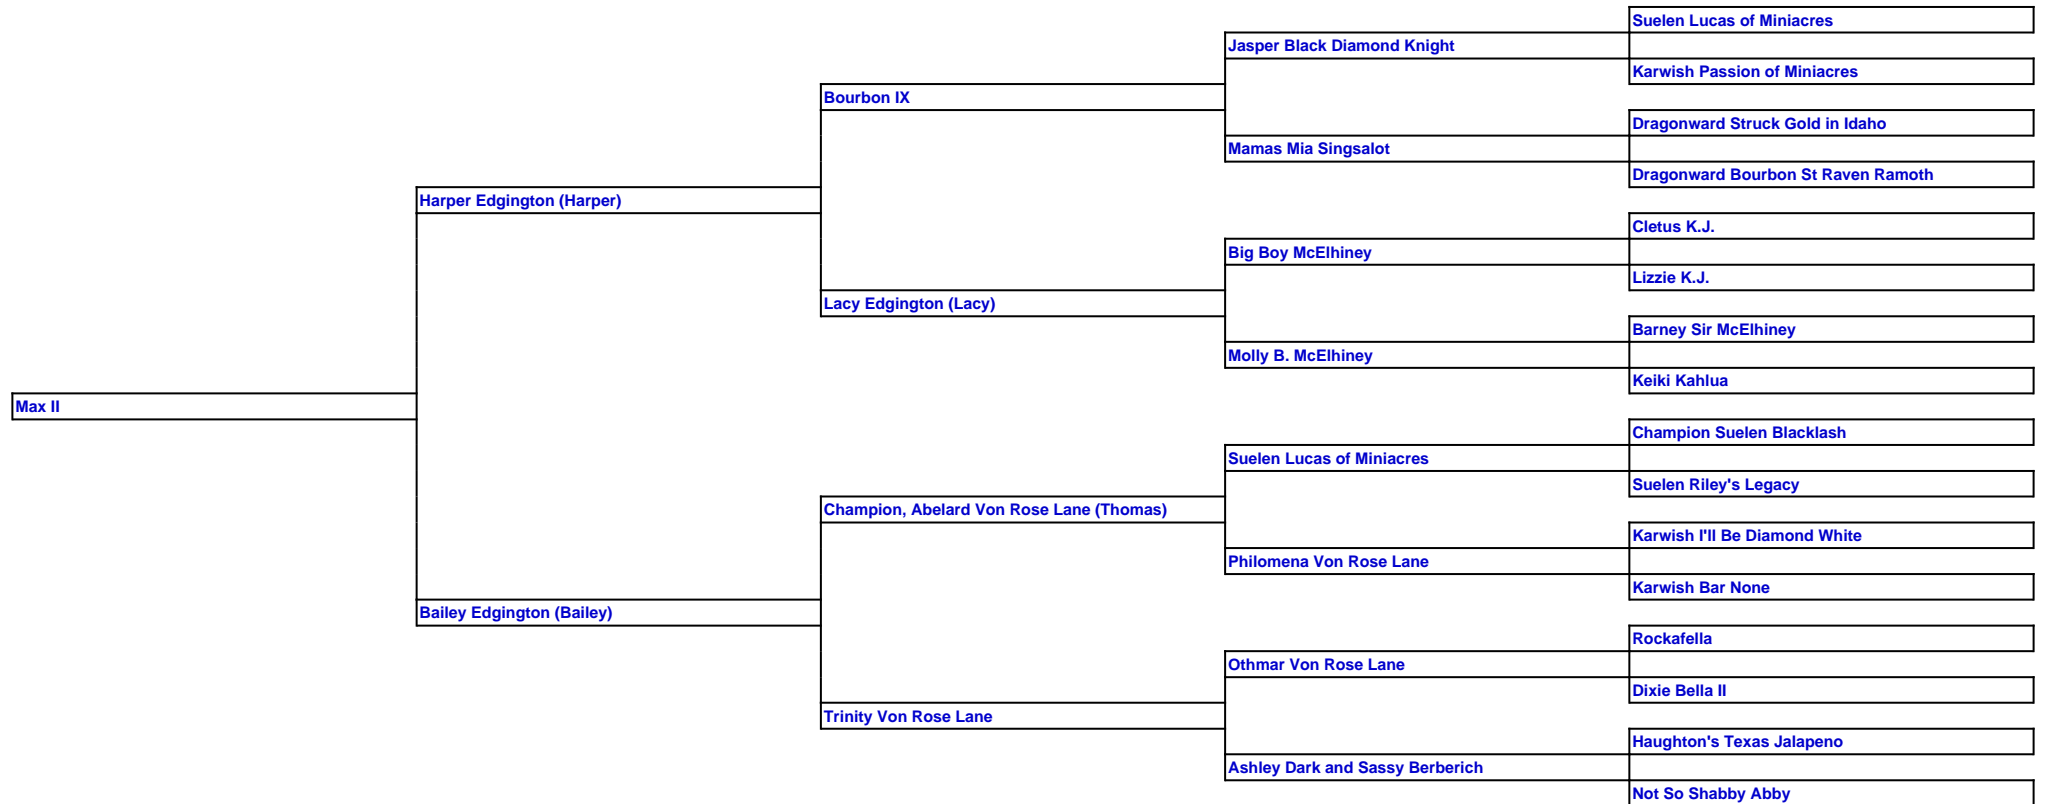 Suelen Lucas of Miniacres
Jasper Black Diamond Knight
Karwish Passion of Miniacres
Bourbon IX
Dragonward Struck Gold in Idaho
Mamas Mia Singsalot
Dragonward Bourbon St Raven Ramoth
Harper Edgington (Harper)
Cletus K.J.
Big Boy McElhiney
Lizzie K.J.
Lacy Edgington (Lacy)
Barney Sir McElhiney
Molly B. McElhiney
Keiki Kahlua
Max II
Champion Suelen Blacklash
Suelen Lucas of Miniacres
Suelen Riley's Legacy
Champion, Abelard Von Rose Lane (Thomas)
Karwish I'll Be Diamond White
Philomena Von Rose Lane
Karwish Bar None
Bailey Edgington (Bailey)
Rockafella
Othmar Von Rose Lane
Dixie Bella II
Trinity Von Rose Lane
Haughton's Texas Jalapeno
Ashley Dark and Sassy Berberich
Not So Shabby Abby